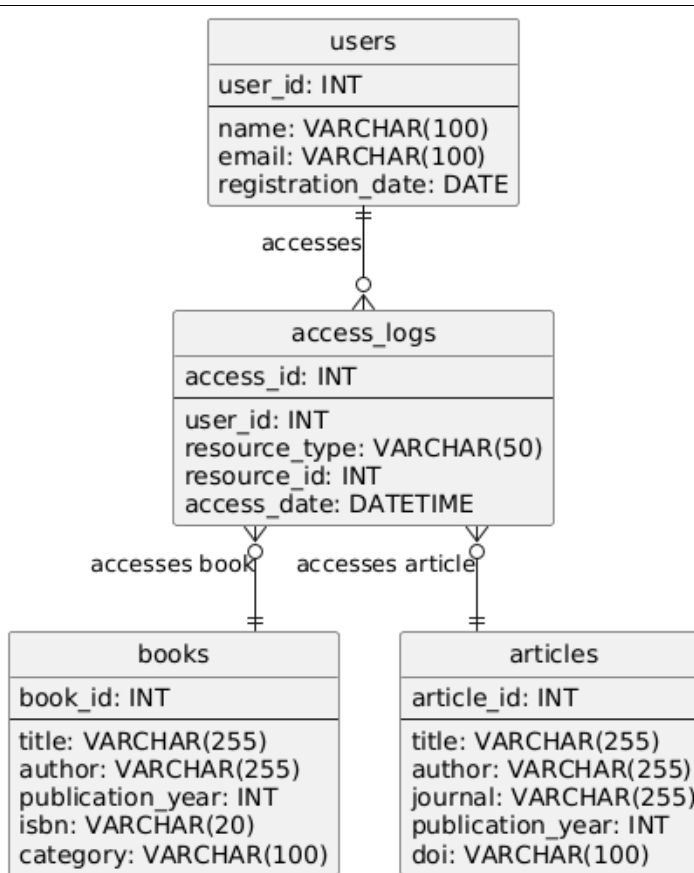 users
user_id: INT
name: VARCHAR(100)
email: VARCHAR(100)
registration_date: DATE
accesses
access_logs
access_id: INT
user_id: INT
resource_type: VARCHAR(50)
resource_id: INT
access_date: DATETIME
accesses book
accesses article
books
book_id: INT
title: VARCHAR(255)
author: VARCHAR(255)
publication_year: INT
isbn: VARCHAR(20)
category: VARCHAR(100)
articles
article_id: INT
title: VARCHAR(255)
author: VARCHAR(255)
journal: VARCHAR(255)
publication_year: INT
doi: VARCHAR(100)